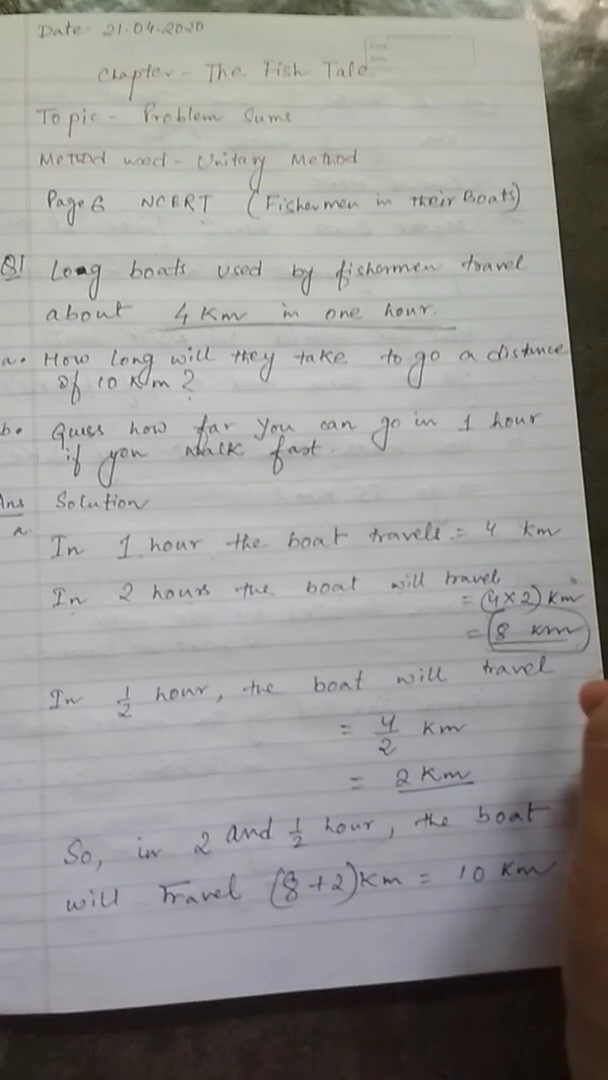 Date- 21.04.2020
Chapter- The Fish Tale
Topic- Problem Sums
Method used- Unitary Method
Page 6 NCERT (Fishermen in their Boats)
Q1 Long boats used by fishermen travel
about 4 Km in one hour.
a. How long will they take to go a distance
of 10 Km?
b. Guess how far you can go in 1 hour
if you walk fast.
Ans Solution
a.
In 1 hour the boat travels = 4 Km
In 2 hours the boat will travel
= (4×2) Km
= 8 km
In 1/2 hour, the boat will travel
= 4/2 Km
= 2 Km
So, in 2 and 1/2 hour, the boat
will Travel (8+2)Km = 10 Km